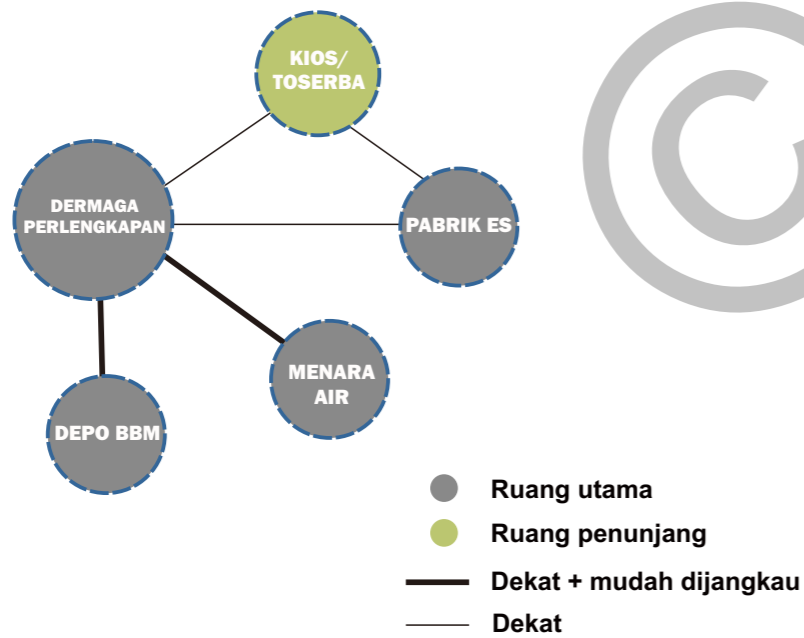 KIOS/
TOSERBA
DERMAGA
PERLENGKAPAN
PABRIK ES
MENARA
AIR
DEPO BBM
Ruang utama
Ruang penunjang
Dekat + mudah dijangkau
Dekat